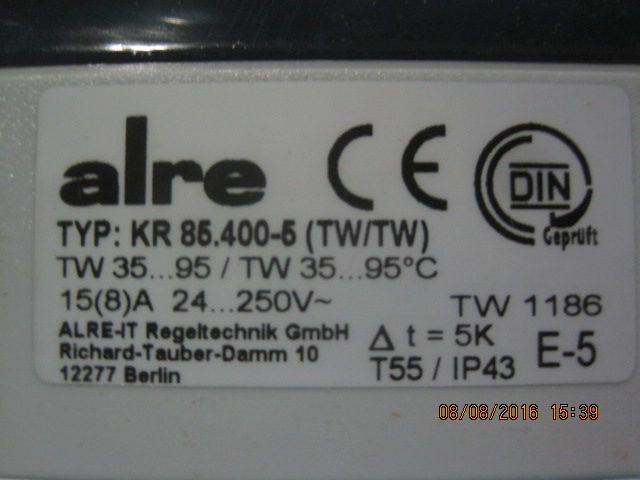 alre
CE
DIN
Geprüft
TYP: KR 85.400-5 (TW/TW)
TW 35...95 / TW 35...95°C
15(8)A 24...250V~
TW 1186
ALRE-IT Regeltechnik GmbH
Richard-Tauber-Damm 10
12277 Berlin
Δ t = 5K
T55 / IP43
E-5
08/08/2016 15:39